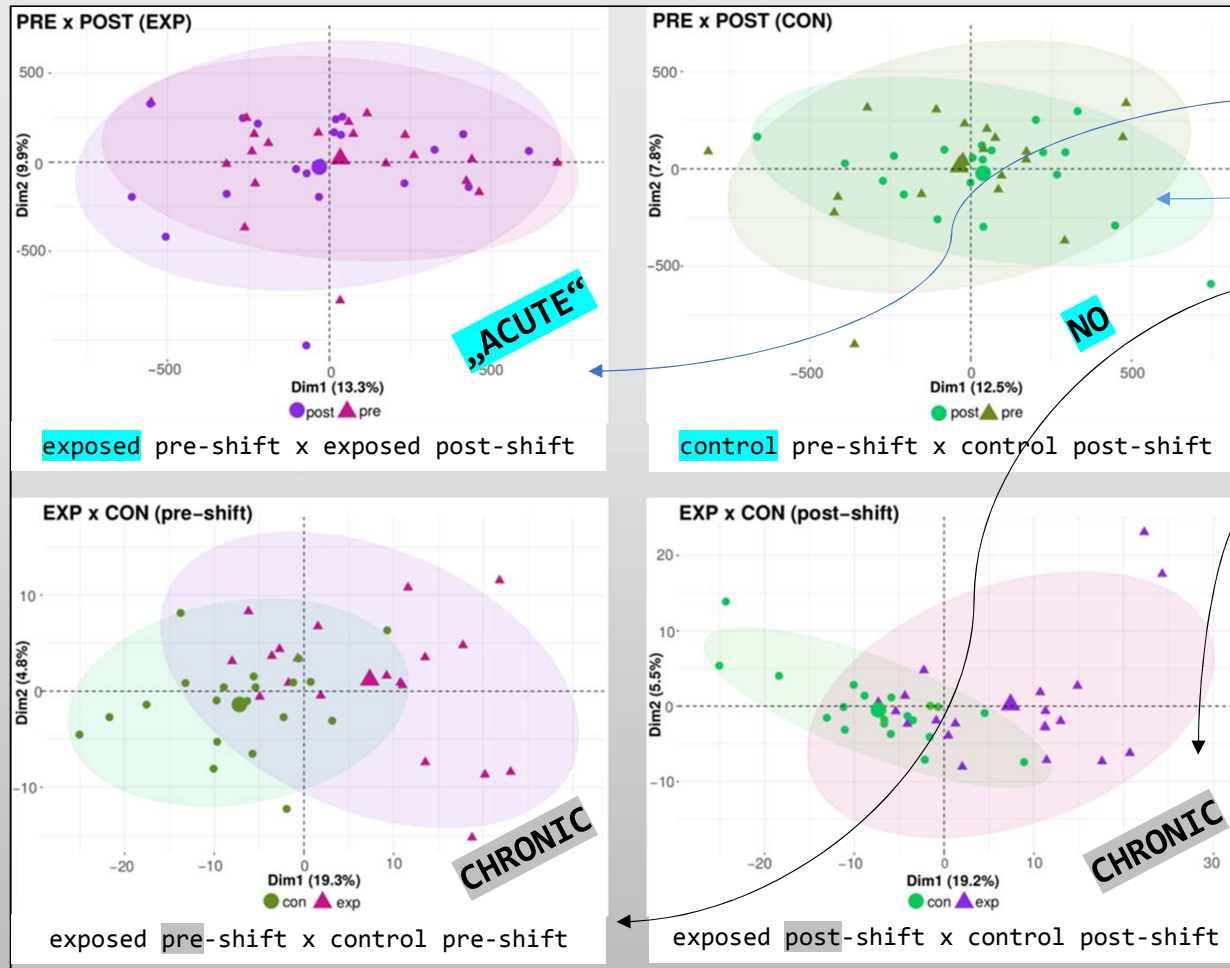 PRE x POST (EXP)
500
0
−500
Dim2 (9.9%)
−500
0
500
Dim1 (13.3%)
post pre
„ACUTE“
exposed pre-shift x exposed post-shift
PRE x POST (CON)
500
0
−500
Dim2 (7.8%)
−500
0
500
Dim1 (12.5%)
post pre
NO
control pre-shift x control post-shift
EXP x CON (pre−shift)
10
0
−10
Dim2 (4.8%)
−20
−10
0
10
Dim1 (19.3%)
con exp
CHRONIC
exposed pre-shift x control pre-shift
EXP x CON (post−shift)
20
10
0
−10
Dim2 (5.5%)
−20
−10
0
10
30
Dim1 (19.2%)
con exp
CHRONIC
exposed post-shift x control post-shift